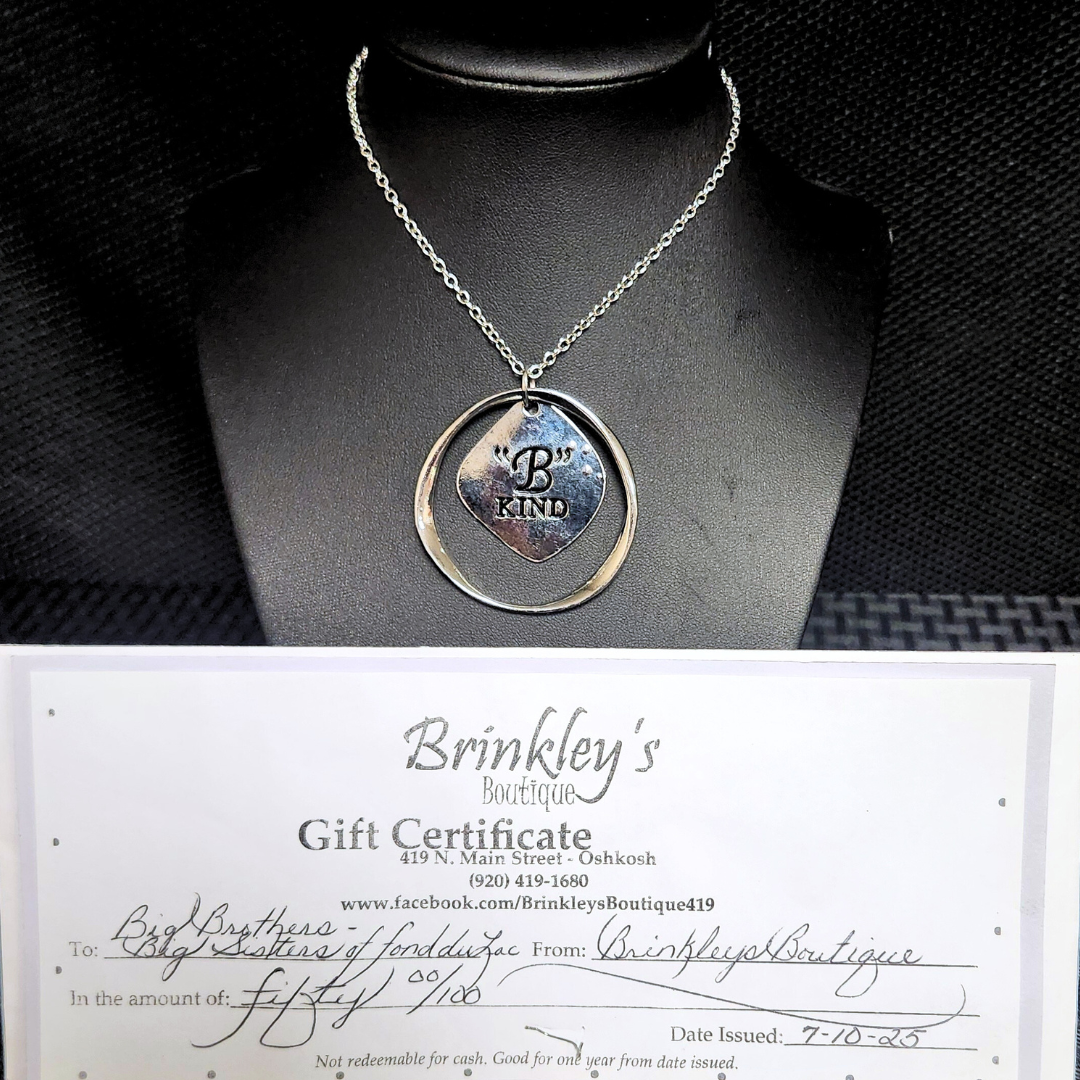 "B"
KIND
Brinkley's
Boutique
Gift Certificate
419 N. Main Street - Oshkosh
(920) 419-1680
www.facebook.com/BrinkleysBoutique419
Big Brothers -
To: Big Sisters of fond du Lac From: Brinkleys Boutique
In the amount of: fifty 00/100
Date Issued: 7-10-25
Not redeemable for cash. Good for one year from date issued.